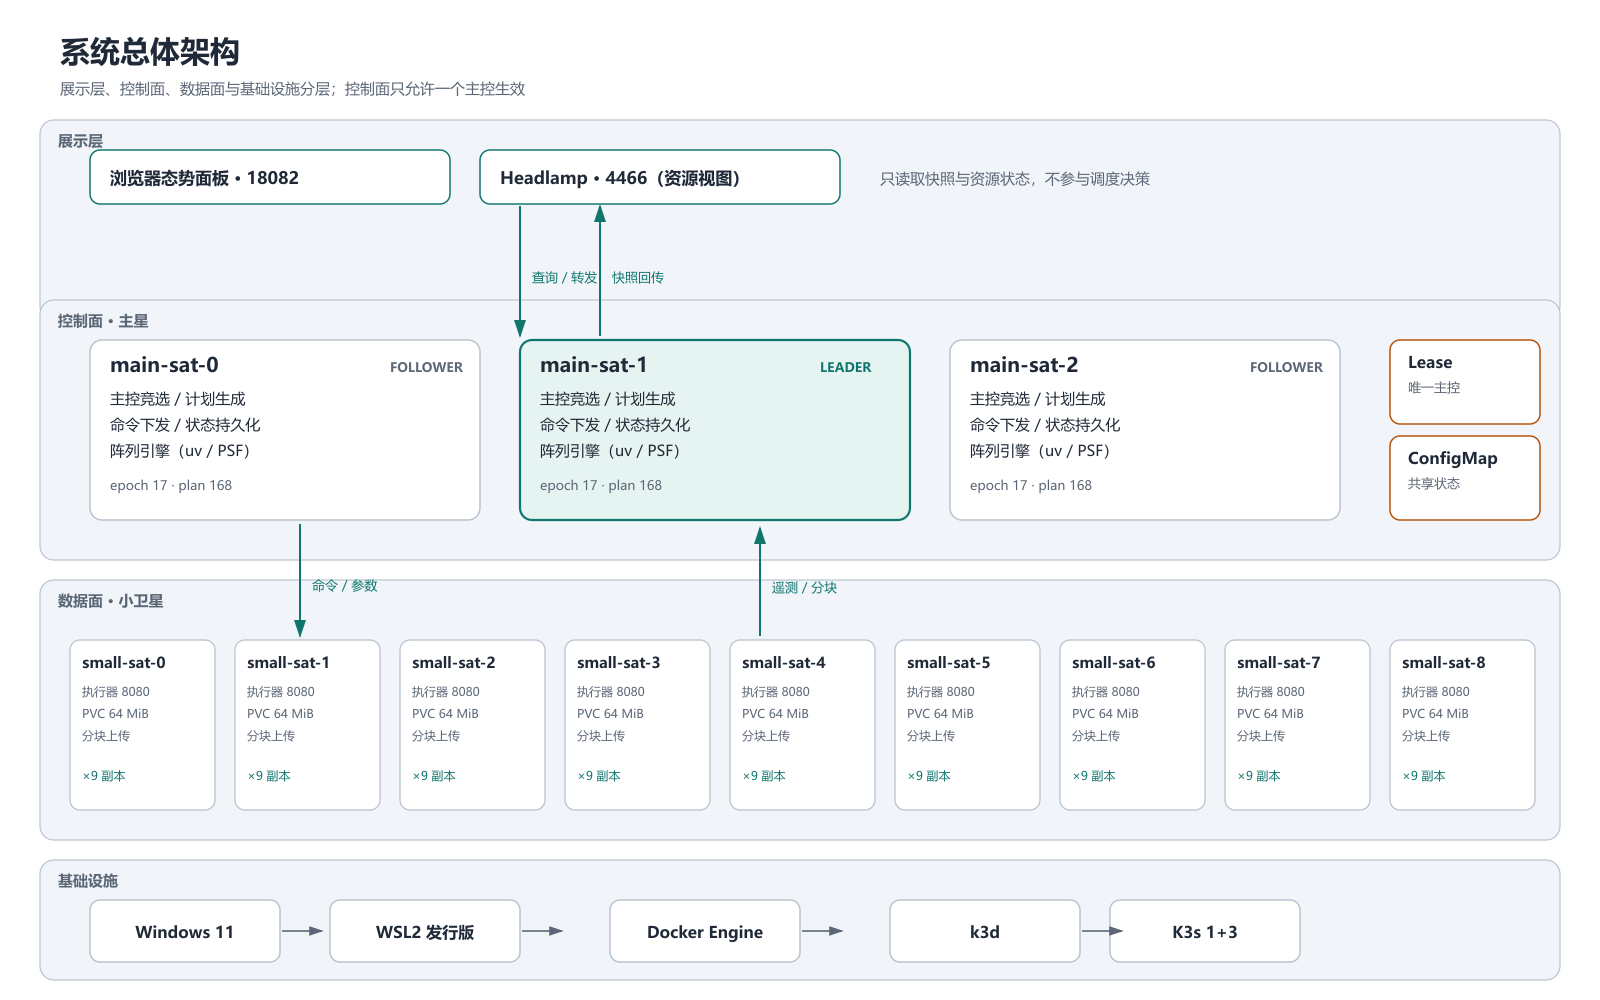 系统总体架构
展示层、控制面、数据面与基础设施分层；控制面只允许一个主控生效
展示层
浏览器态势面板 • 18082
Headlamp • 4466（资源视图）
只读取快照与资源状态，不参与调度决策
查询 / 转发
快照回传
控制面 • 主星
main-sat-0
FOLLOWER
主控竞选 / 计划生成
命令下发 / 状态持久化
阵列引擎（uv / PSF）
epoch 17 · plan 168
main-sat-1
LEADER
主控竞选 / 计划生成
命令下发 / 状态持久化
阵列引擎（uv / PSF）
epoch 17 · plan 168
main-sat-2
FOLLOWER
主控竞选 / 计划生成
命令下发 / 状态持久化
阵列引擎（uv / PSF）
epoch 17 · plan 168
Lease
唯一主控
ConfigMap
共享状态
命令 / 参数
遥测 / 分块
数据面 • 小卫星
small-sat-0
执行器 8080
PVC 64 MiB
分块上传
×9 副本
small-sat-1
执行器 8080
PVC 64 MiB
分块上传
×9 副本
small-sat-2
执行器 8080
PVC 64 MiB
分块上传
×9 副本
small-sat-3
执行器 8080
PVC 64 MiB
分块上传
×9 副本
small-sat-4
执行器 8080
PVC 64 MiB
分块上传
×9 副本
small-sat-5
执行器 8080
PVC 64 MiB
分块上传
×9 副本
small-sat-6
执行器 8080
PVC 64 MiB
分块上传
×9 副本
small-sat-7
执行器 8080
PVC 64 MiB
分块上传
×9 副本
small-sat-8
执行器 8080
PVC 64 MiB
分块上传
×9 副本
基础设施
Windows 11
WSL2 发行版
Docker Engine
k3d
K3s 1+3